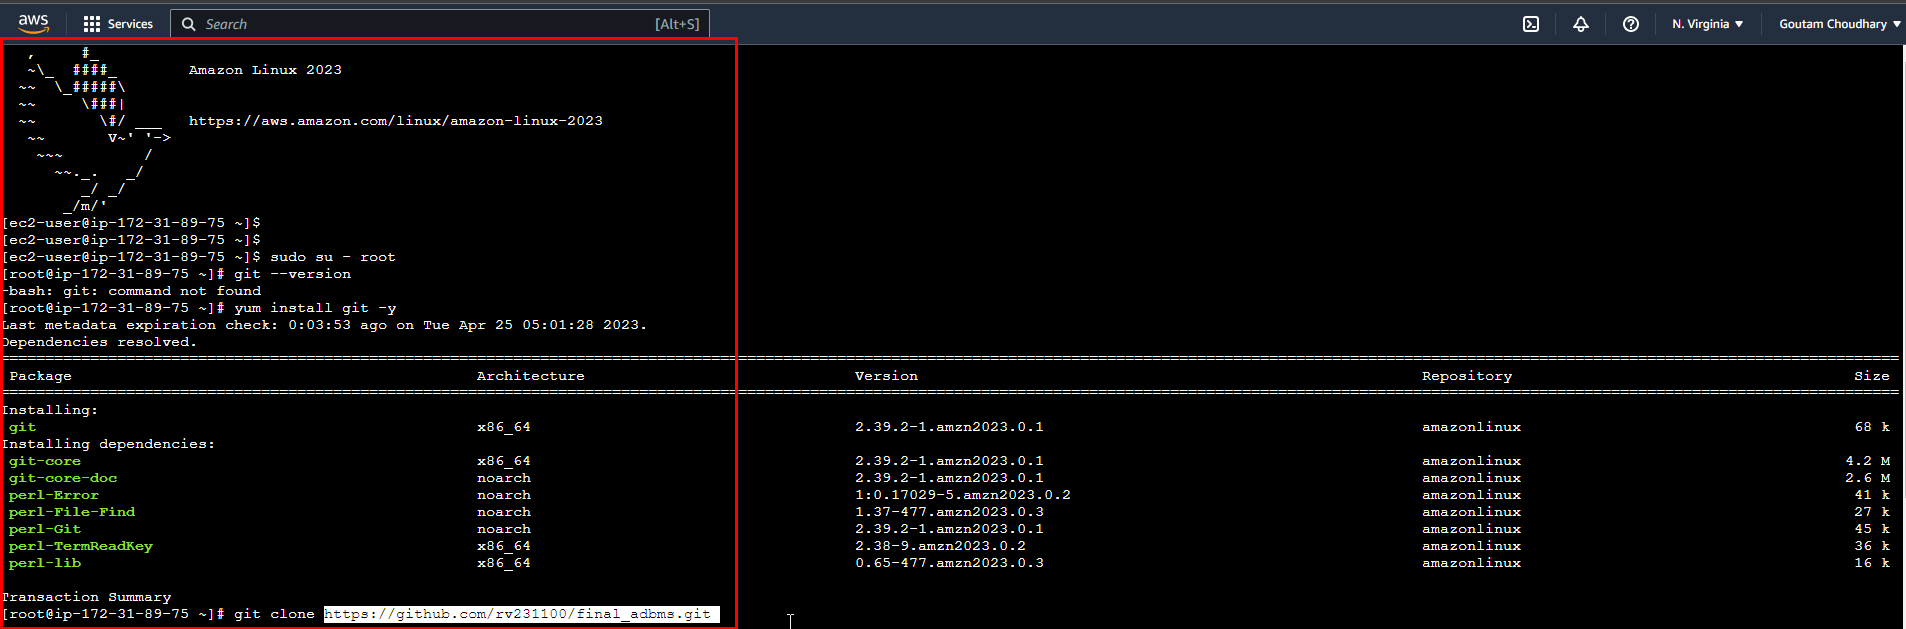 aws Services Search [Alt+S] N. Virginia Goutam Choudhary
,     #_
~\_  ####_        Amazon Linux 2023
~~  \_#####\
~~     \###|
~~       \#/ ___   https://aws.amazon.com/linux/amazon-linux-2023
~~       V~' '->
~~~         /
~~._.   _/
_/ _/
_/m/'
[ec2-user@ip-172-31-89-75 ~]$
[ec2-user@ip-172-31-89-75 ~]$
[ec2-user@ip-172-31-89-75 ~]$ sudo su - root
[root@ip-172-31-89-75 ~]# git --version
-bash: git: command not found
[root@ip-172-31-89-75 ~]# yum install git -y
Last metadata expiration check: 0:03:53 ago on Tue Apr 25 05:01:28 2023.
Dependencies resolved.
Package Architecture Version Repository Size
Installing:
git x86_64 2.39.2-1.amzn2023.0.1 amazonlinux 68 k
Installing dependencies:
git-core x86_64 2.39.2-1.amzn2023.0.1 amazonlinux 4.2 M
git-core-doc noarch 2.39.2-1.amzn2023.0.1 amazonlinux 2.6 M
perl-Error noarch 1:0.17029-5.amzn2023.0.2 amazonlinux 41 k
perl-File-Find noarch 1.37-477.amzn2023.0.3 amazonlinux 27 k
perl-Git noarch 2.39.2-1.amzn2023.0.1 amazonlinux 45 k
perl-TermReadKey x86_64 2.38-9.amzn2023.0.2 amazonlinux 36 k
perl-lib x86_64 0.65-477.amzn2023.0.3 amazonlinux 16 k
Transaction Summary
[root@ip-172-31-89-75 ~]# git clone https://github.com/rv231100/final_adbms.git